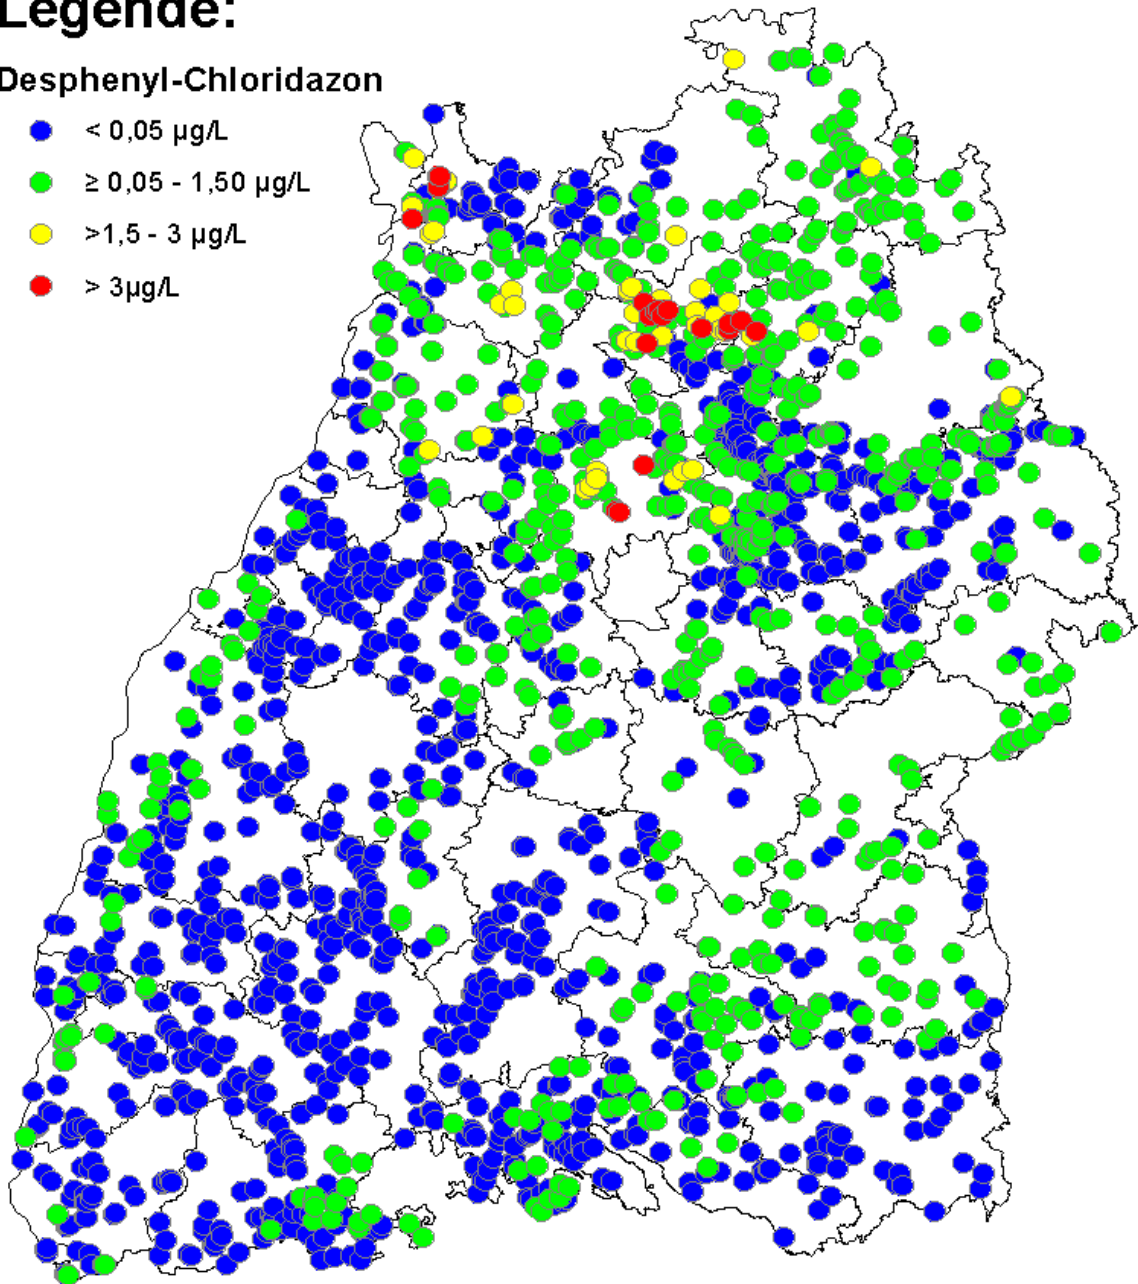 Legende:
Desphenyl-Chloridazon
< 0,05 µg/L
≥ 0,05 - 1,50 µg/L
>1,5 - 3 µg/L
> 3µg/L